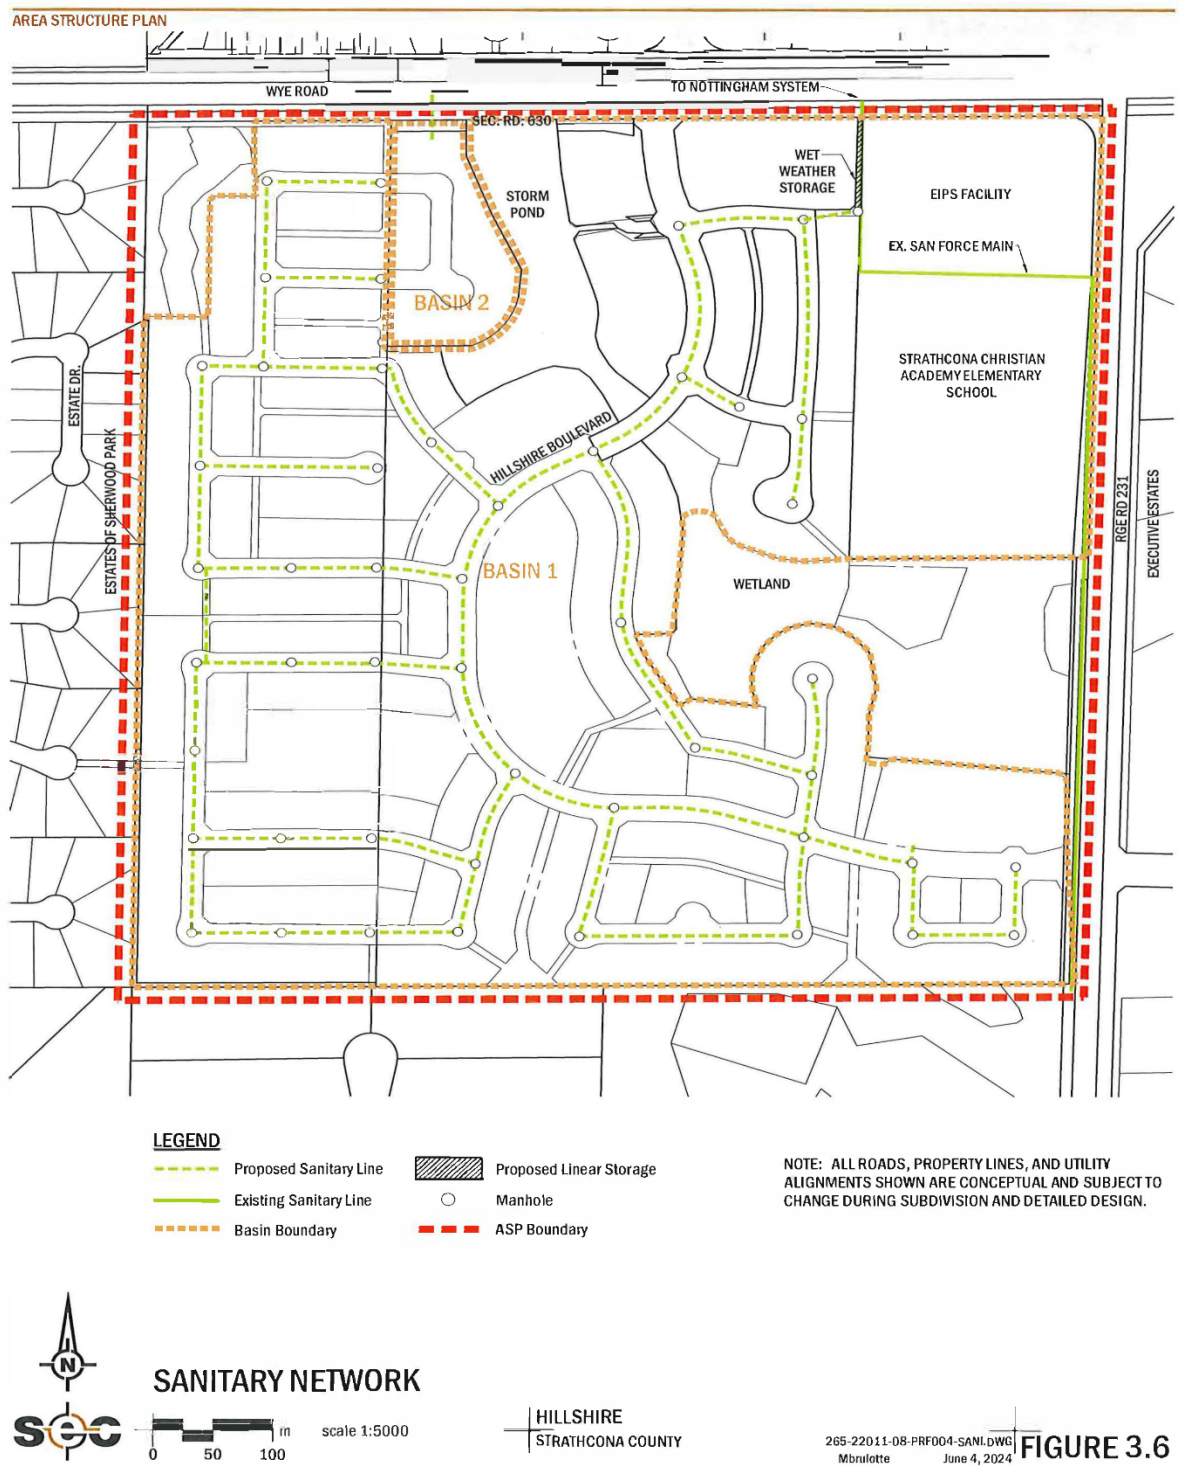 AREA STRUCTURE PLAN
WYE ROAD
TO NOTTINGHAM SYSTEM
SEC. RD. 630
WET
WEATHER
STORAGE
STORM
POND
EIPS FACILITY
EX. SAN FORCE MAIN
BASIN 2
STRATHCONA CHRISTIAN
ACADEMY ELEMENTARY
SCHOOL
ESTATE DR.
HILLSHIRE BOULEVARD
ESTATES OF SHERWOOD PARK
RGE RD 231
EXECUTIVE ESTATES
BASIN 1
WETLAND
LEGEND
Proposed Sanitary Line
Proposed Linear Storage
Existing Sanitary Line
Manhole
Basin Boundary
ASP Boundary
NOTE: ALL ROADS, PROPERTY LINES, AND UTILITY
ALIGNMENTS SHOWN ARE CONCEPTUAL AND SUBJECT TO
CHANGE DURING SUBDIVISION AND DETAILED DESIGN.
N
SANITARY NETWORK
sec
m
scale 1:5000
0 50 100
HILLSHIRE
STRATHCONA COUNTY
265-22011-08-PRF004-SANI.DWG
Mbrulotte June 4, 2024
FIGURE 3.6